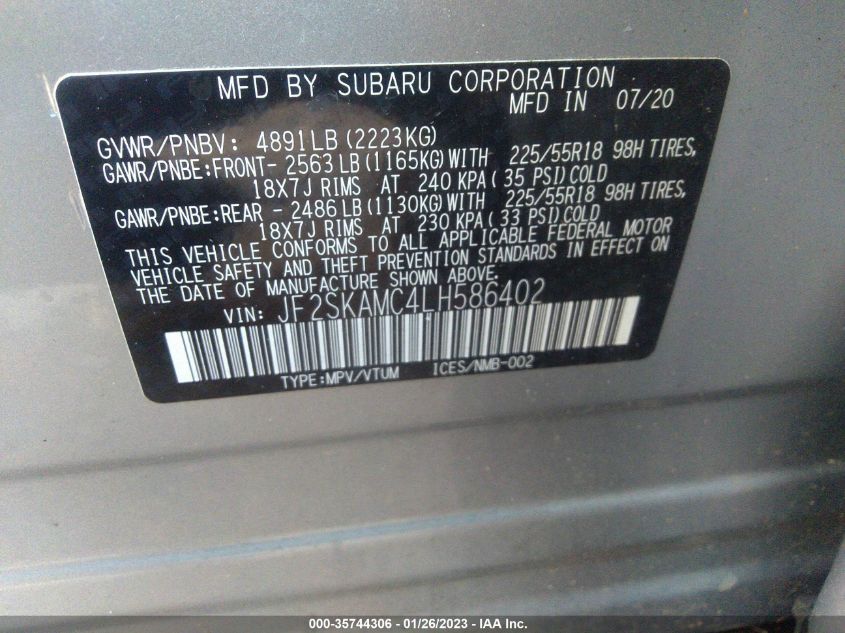 MFD BY SUBARU CORPORATION
MFD IN 07/20
GVWR/PNBV: 4891LB (2223KG)
GAWR/PNBE:FRONT- 2563 LB (1165KG) WITH 225/55R18 98H TIRES,
18X7J RIMS AT 240 KPA ( 35 PSI) COLD
GAWR/PNBE:REAR - 2486 LB (1130KG) WITH 225/55R18 98H TIRES,
18X7J RIMS AT 230 KPA ( 33 PSI) COLD
THIS VEHICLE CONFORMS TO ALL APPLICABLE FEDERAL MOTOR
VEHICLE SAFETY AND THEFT PREVENTION STANDARDS IN EFFECT ON
THE DATE OF MANUFACTURE SHOWN ABOVE.
VIN: JF2SKAMC4LH586402
TYPE:MPV/VTUM ICES/NMB-002
000-35744306 - 01/26/2023 - IAA Inc.